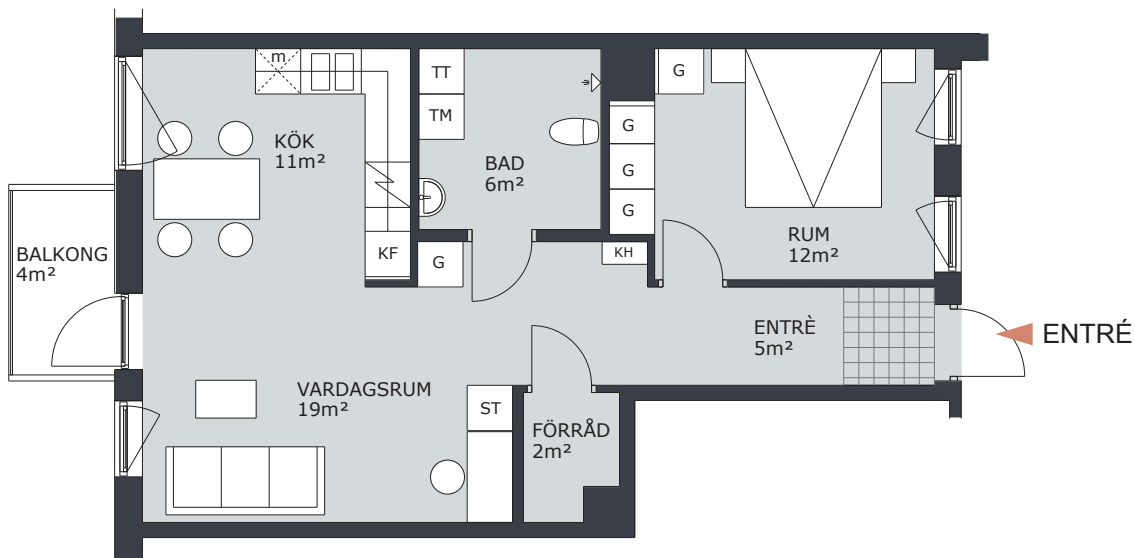 m
TT
G
TM
G
KÖK
11m²
BAD
6m²
G
G
RUM
12m²
BALKONG
4m²
KF
G
KH
ENTRÈ
5m²
ENTRÉ
VARDAGSRUM
19m²
ST
FÖRRÅD
2m²